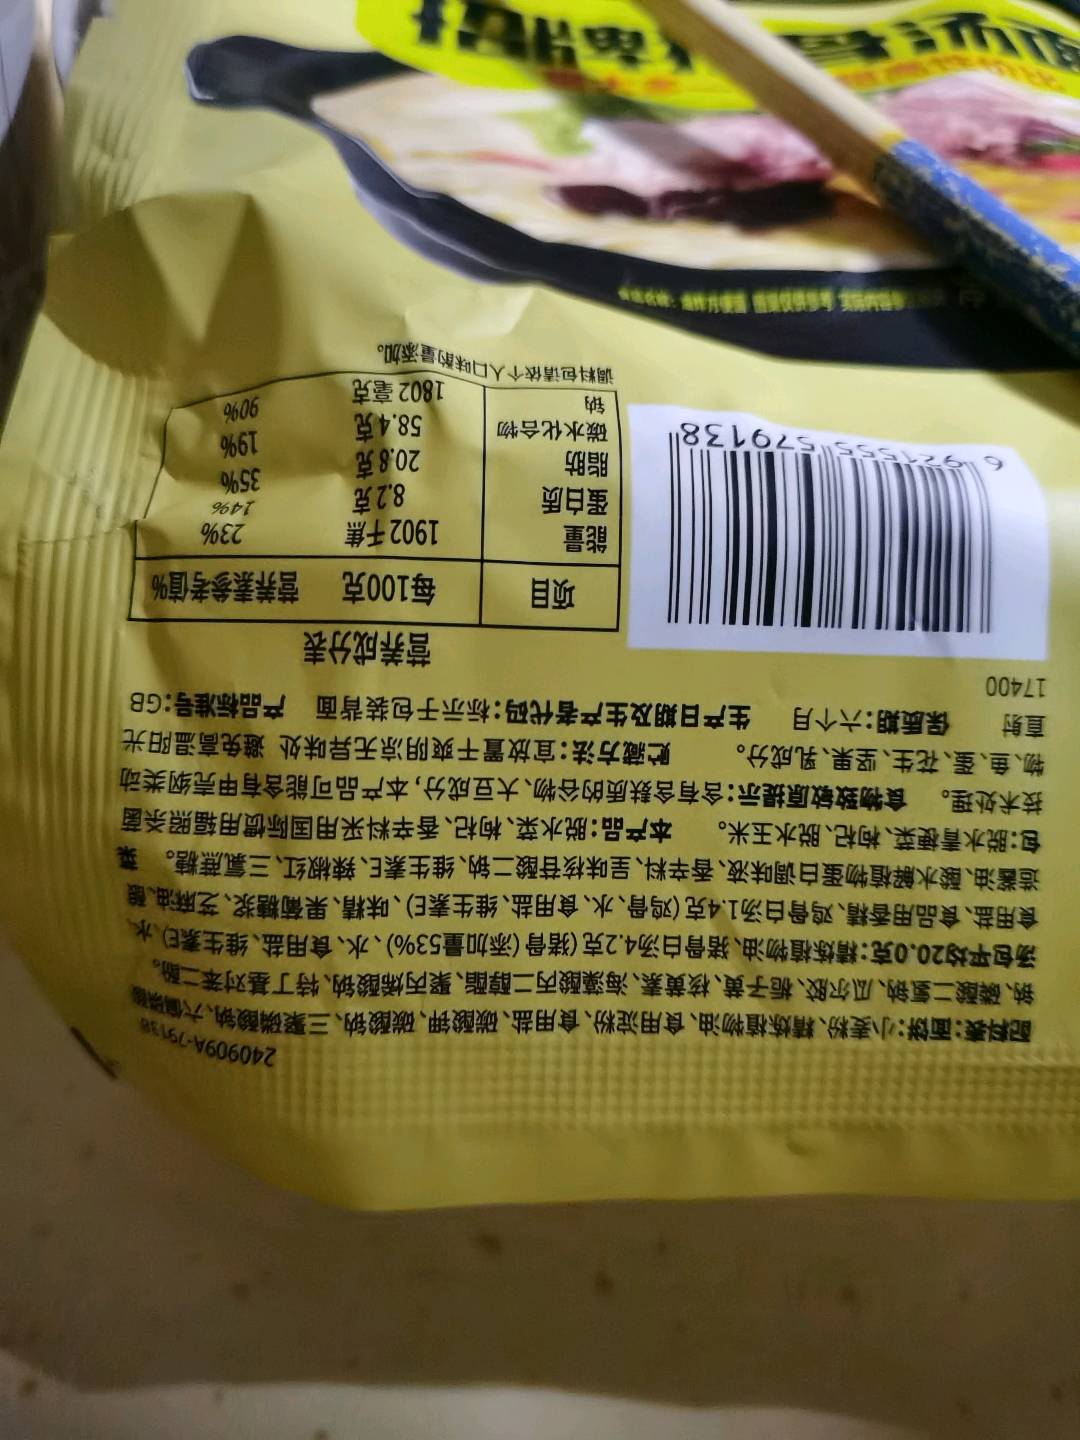 240909A-79138
配料表:面饼:小麦粉、精炼植物油、食用淀粉、食用盐、碳酸钾、碳酸钠、三聚磷酸钠、六偏磷酸
钠、磷酸二氢钠、瓜尔胶、栀子黄、核黄素、海藻酸丙二醇酯、聚丙烯酸钠、特丁基对苯二酚。
汤包平均20.0克:精炼植物油、猪骨白汤4.2克(猪骨(添加量53%)、水、食用盐、维生素E)、水、
食用盐、食品用香精、鸡骨白汤1.4克(鸡骨、水、食用盐、维生素E)、味精、果葡糖浆、芝麻油、酿
造酱油、酸水解植物蛋白调味液、香辛料、呈味核苷酸二钠、维生素E、辣椒红、三氯蔗糖。 菜
包:脱水青梗菜、枸杞、脱水玉米。 本产品:脱水菜、枸杞、香辛料采用国际惯用辐照杀菌
技术处理。 食物致敏原提示:含有含麸质的谷物、大豆成分,本产品可能含有甲壳纲类动
物、鱼、蛋、花生、坚果、乳成分。 贮藏方法:宜放置于爽阴凉无异味处 避免高温阳光
直射 保质期:六个月 生产日期及生产者代码:标示于包装背面 产品标准号:GB
17400
营养成分表
项目 每100克 营养素参考值%
能量 1902千焦 23%
蛋白质 8.2克 14%
脂肪 20.8克 35%
碳水化合物 58.4克 19%
钠 1802毫克 90%
调料包请依个人口味酌量添加。
6 921555 579138